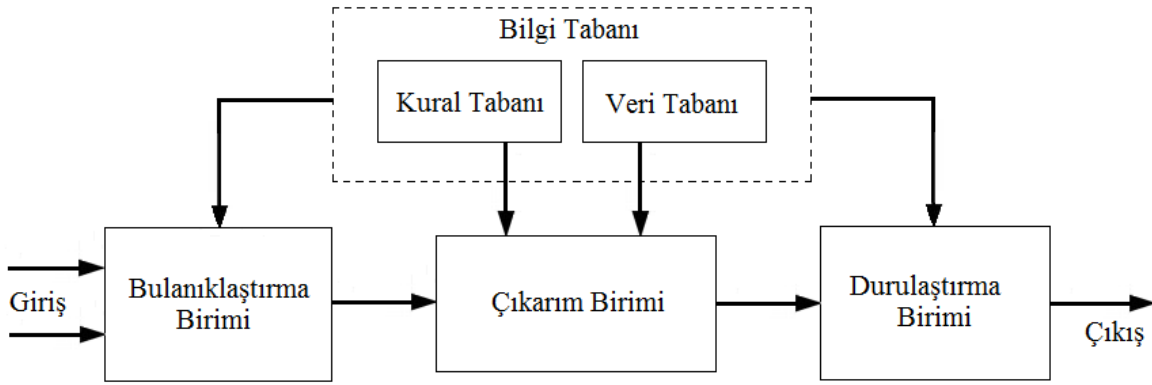 Bilgi Tabanı
Kural Tabanı
Veri Tabanı
Giriş
Bulanıklaştırma
Birimi
Çıkarım Birimi
Durulaştırma
Birimi
Çıkış